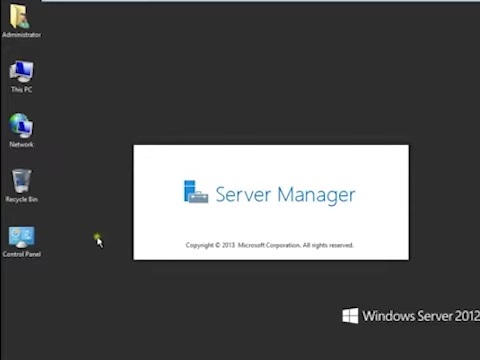 Administrator
This PC
Network
Recycle Bin
Control Panel
Server Manager
Copyright © 2013 Microsoft Corporation. All rights reserved.
Windows Server 2012